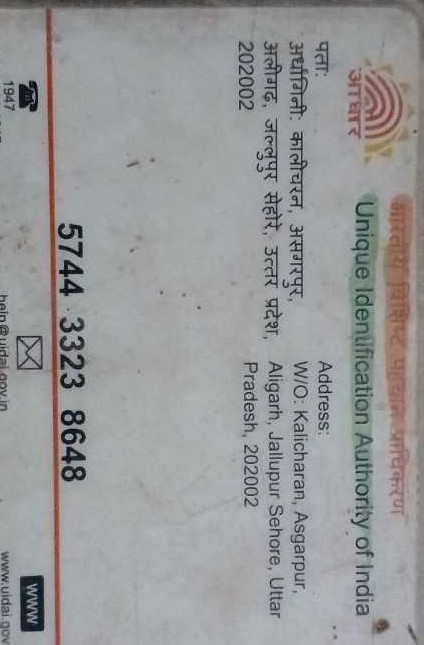 भारतीय विशिष्ट पहचान प्राधिकरण
Unique Identification Authority of India
आधार
पता:
अर्धांगिनी: कालीचरन, असगरपुर,
अलीगढ़, जल्लुपुर सेहोरे, उत्तर प्रदेश,
202002
Address:
W/O: Kalicharan, Asgarpur,
Aligarh, Jallupur Sehore, Uttar
Pradesh, 202002
5744 3323 8648
1947
help@uidai.gov.in
www
www.uidai.gov